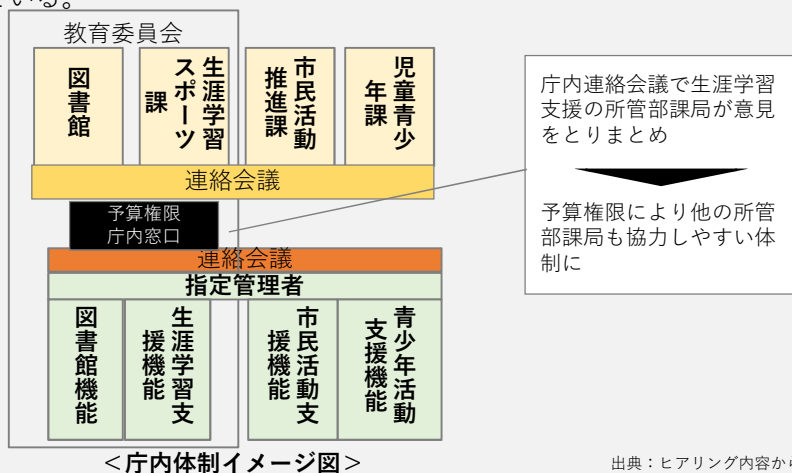 いる。
教育委員会
図書館
生涯学習
スポーツ
課
市民活動
推進課
児童青少
年課
連絡会議
予算権限
庁内窓口
連絡会議
指定管理者
図書館機能
生涯学習支
援機能
市民活動支
援機能
青少年活動
支援機能
＜庁内体制イメージ図＞
庁内連絡会議で生涯学習
支援の所管部課局が意見
をとりまとめ
予算権限により他の所管
部課局も協力しやすい体
制に
出典：ヒアリング内容から